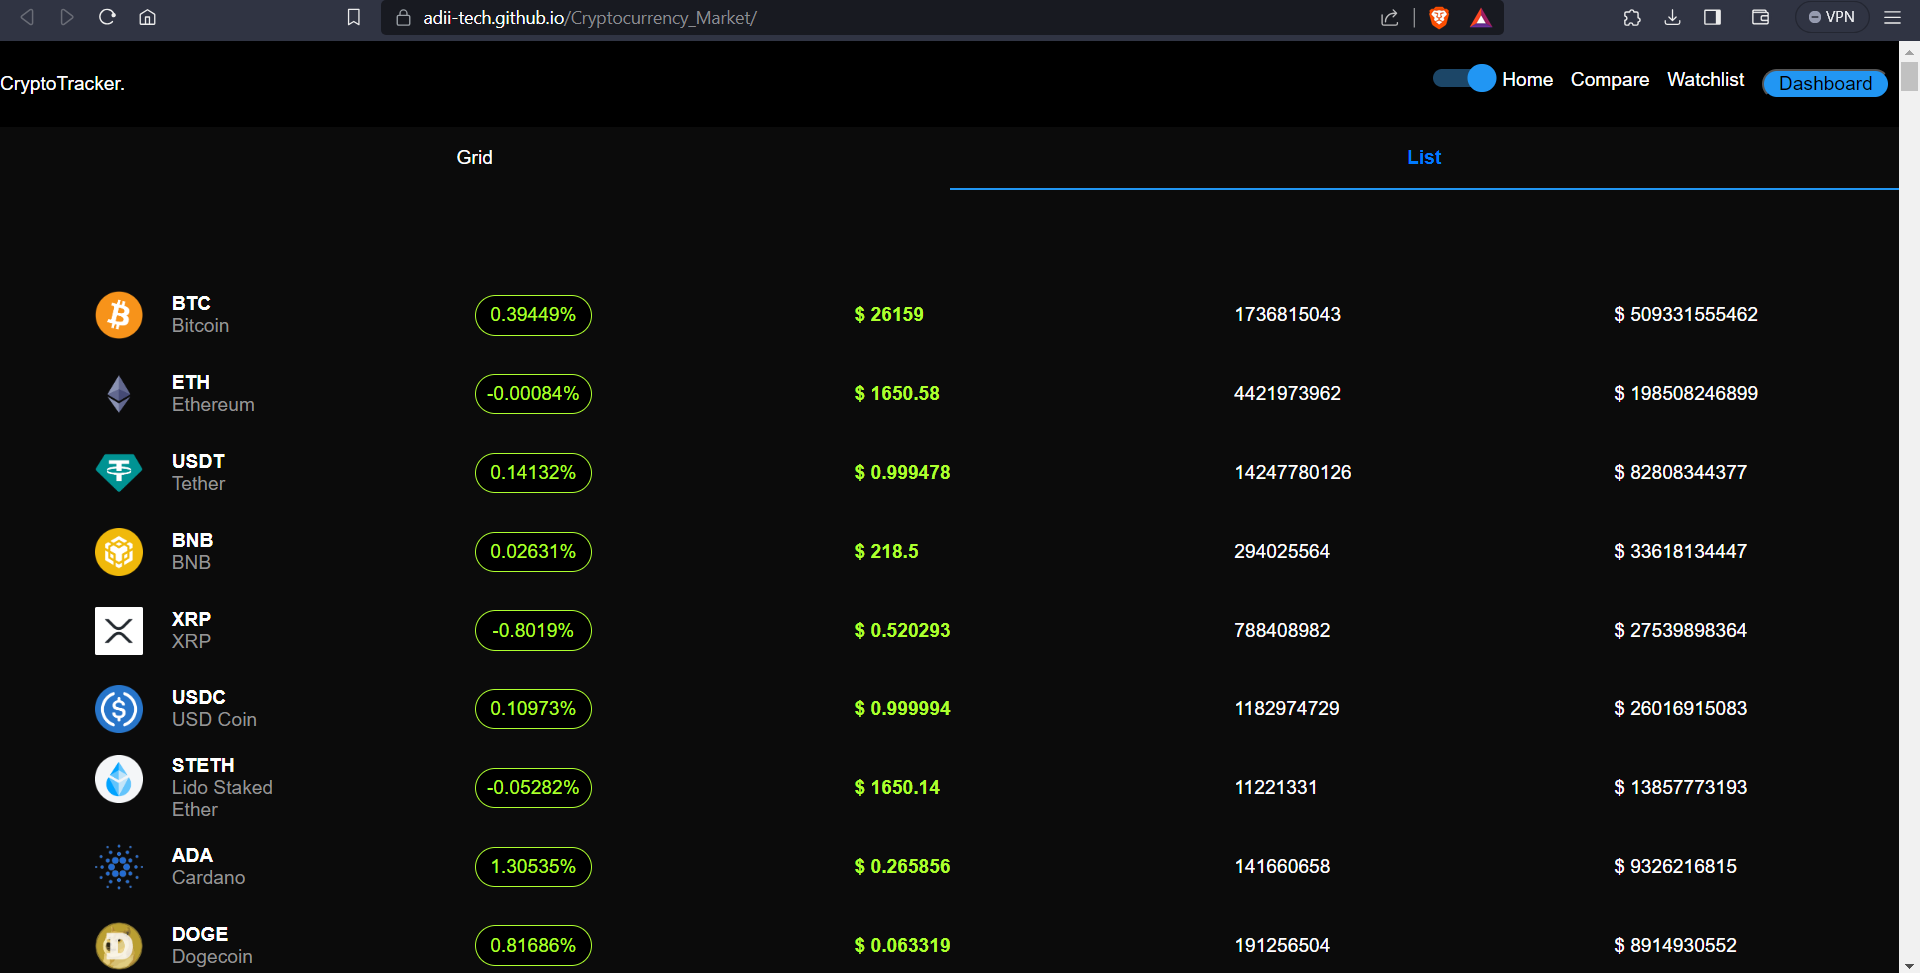 adii-tech.github.io/Cryptocurrency_Market/
VPN
CryptoTracker.
Home Compare Watchlist Dashboard
Grid List
BTC
Bitcoin
0.39449% $ 26159 1736815043 $ 509331555462
ETH
Ethereum
-0.00084% $ 1650.58 4421973962 $ 198508246899
USDT
Tether
0.14132% $ 0.999478 14247780126 $ 82808344377
BNB
BNB
0.02631% $ 218.5 294025564 $ 33618134447
XRP
XRP
-0.8019% $ 0.520293 788408982 $ 27539898364
USDC
USD Coin
0.10973% $ 0.999994 1182974729 $ 26016915083
STETH
Lido Staked
Ether
-0.05282% $ 1650.14 11221331 $ 13857773193
ADA
Cardano
1.30535% $ 0.265856 141660658 $ 9326216815
DOGE
Dogecoin
0.81686% $ 0.063319 191256504 $ 8914930552